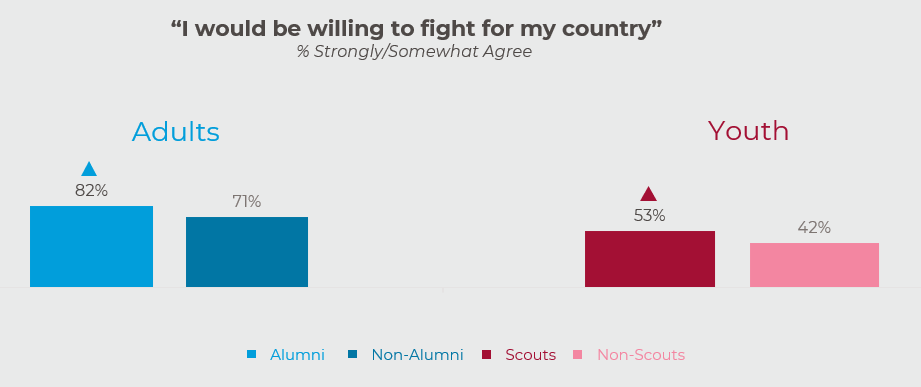 “I would be willing to fight for my country”
% Strongly/Somewhat Agree
Adults
Youth
82%
71%
53%
42%
Alumni Non-Alumni Scouts Non-Scouts